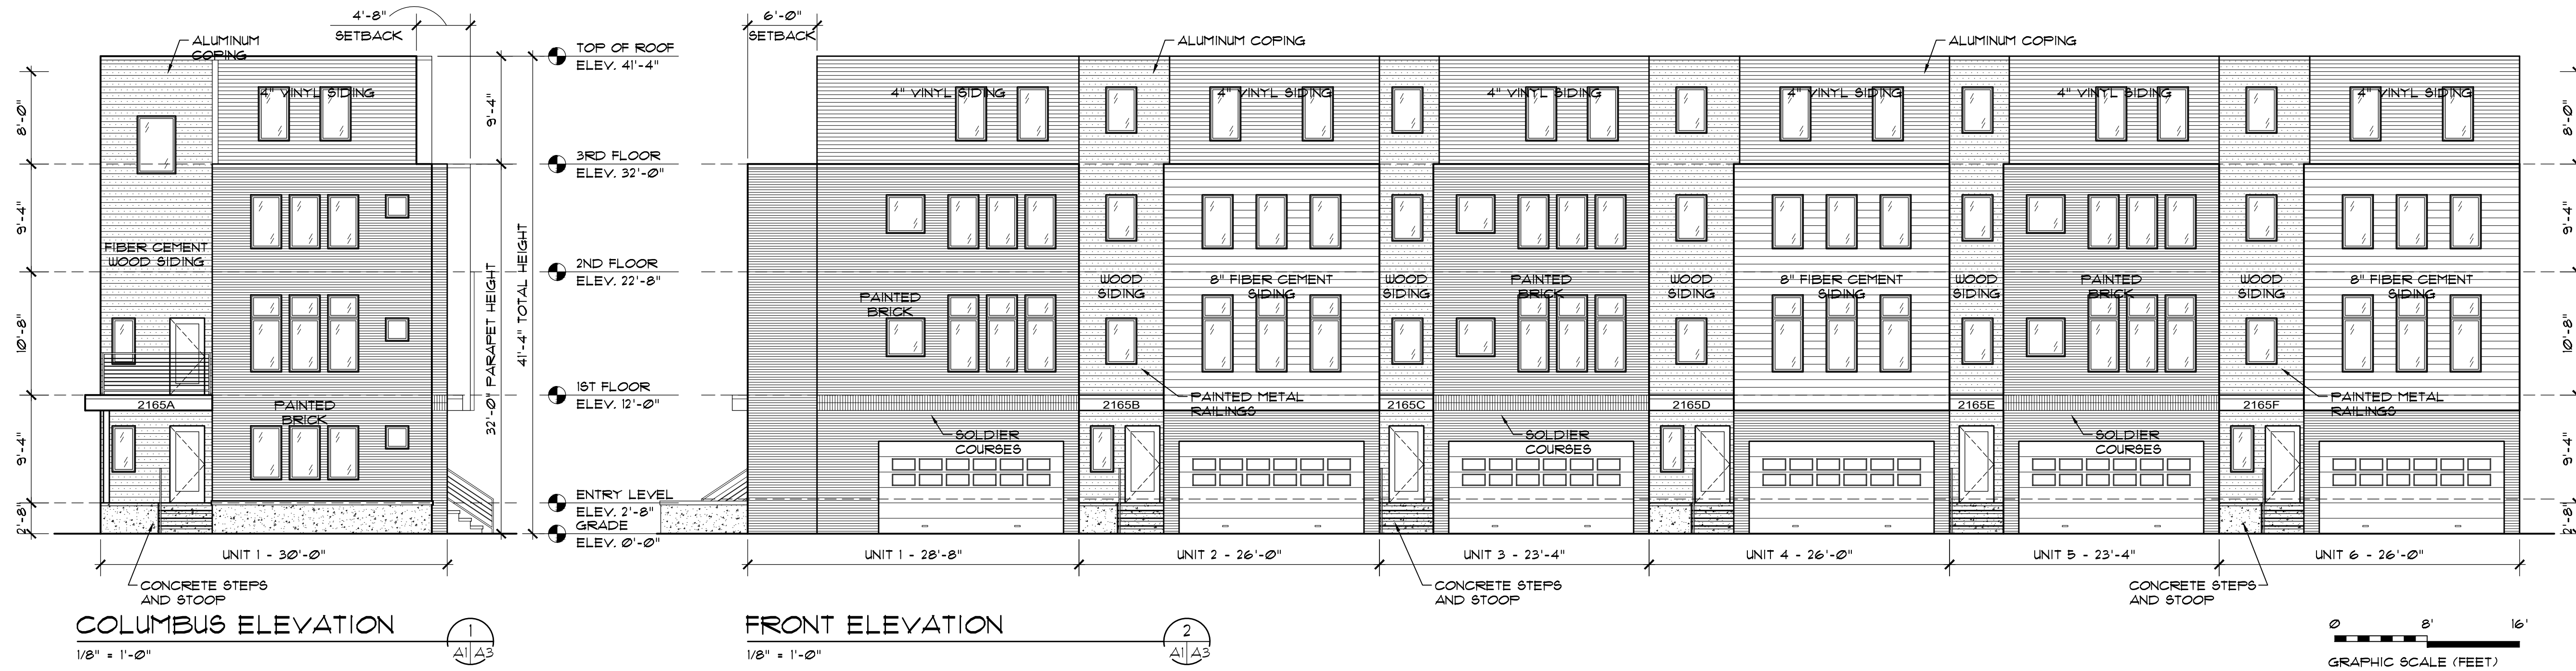 4'-8"
SETBACK
ALUMINUM
COPING
TOP OF ROOF
ELEV. 41'-4"
6'-0"
SETBACK
ALUMINUM COPING
ALUMINUM COPING
4" VINYL SIDING
4" VINYL SIDING
4" VINYL SIDING
4" VINYL SIDING
4" VINYL SIDING
4" VINYL SIDING
4" VINYL SIDING
8'-0"
9'-4"
8'-0"
3RD FLOOR
ELEV. 32'-0"
9'-4"
9'-4"
FIBER CEMENT
WOOD SIDING
41'-4" TOTAL HEIGHT
32'-0" PARAPET HEIGHT
2ND FLOOR
ELEV. 22'-8"
PAINTED
BRICK
WOOD
SIDING
8" FIBER CEMENT
SIDING
WOOD
SIDING
PAINTED
BRICK
WOOD
SIDING
8" FIBER CEMENT
SIDING
WOOD
SIDING
PAINTED
BRICK
WOOD
SIDING
8" FIBER CEMENT
SIDING
10'-8"
10'-8"
1ST FLOOR
ELEV. 12'-0"
2165A
PAINTED
BRICK
2165B
PAINTED METAL
RAILINGS
2165C
2165D
2165E
2165F
PAINTED METAL
RAILINGS
SOLDIER
COURSES
SOLDIER
COURSES
SOLDIER
COURSES
9'-4"
9'-4"
ENTRY LEVEL
ELEV. 2'-8"
GRADE
ELEV. 0'-0"
2'-8"
2'-8"
UNIT 1 - 30'-0"
UNIT 1 - 28'-8"
UNIT 2 - 26'-0"
UNIT 3 - 23'-4"
UNIT 4 - 26'-0"
UNIT 5 - 23'-4"
UNIT 6 - 26'-0"
CONCRETE STEPS
AND STOOP
CONCRETE STEPS
AND STOOP
CONCRETE STEPS
AND STOOP
COLUMBUS ELEVATION
1/8" = 1'-0"
1
A1 A3
FRONT ELEVATION
1/8" = 1'-0"
2
A1 A3
0 8' 16'
GRAPHIC SCALE (FEET)